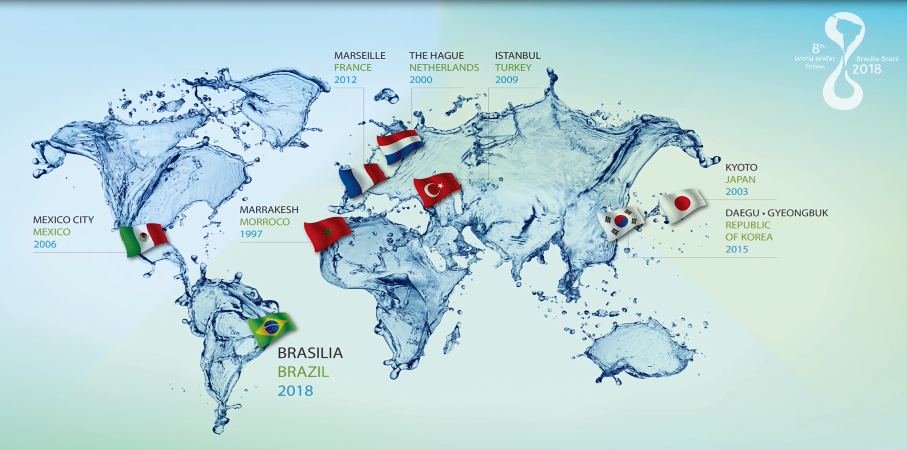 8th
World Water
Forum
Brasília-Brazil
2018
MARSEILLE
FRANCE
2012
THE HAGUE
NETHERLANDS
2000
ISTANBUL
TURKEY
2009
KYOTO
JAPAN
2003
MEXICO CITY
MEXICO
2006
MARRAKESH
MORROCO
1997
DAEGU • GYEONGBUK
REPUBLIC
OF KOREA
2015
BRASILIA
BRAZIL
2018